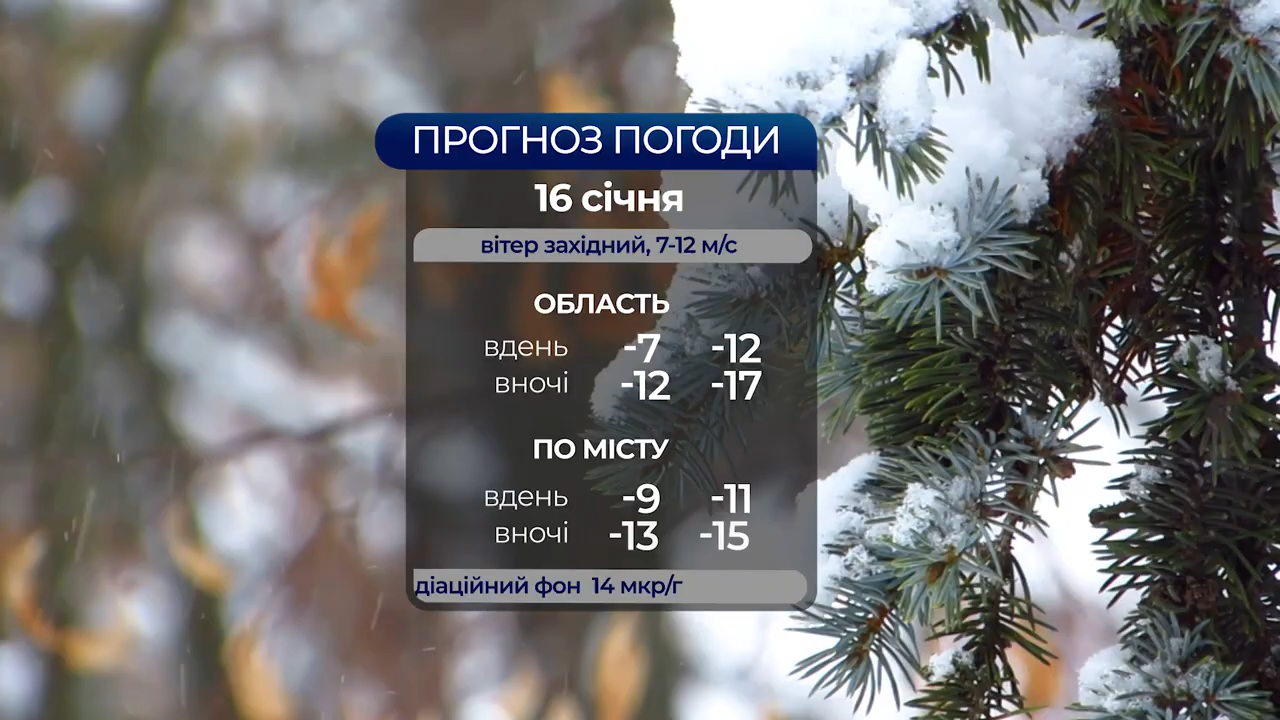 ПРОГНОЗ ПОГОДИ
16 січня
вітер західний, 7-12 м/с
ОБЛАСТЬ
вдень -7 -12
вночі -12 -17
ПО МІСТУ
вдень -9 -11
вночі -13 -15
діаційний фон 14 мкр/г